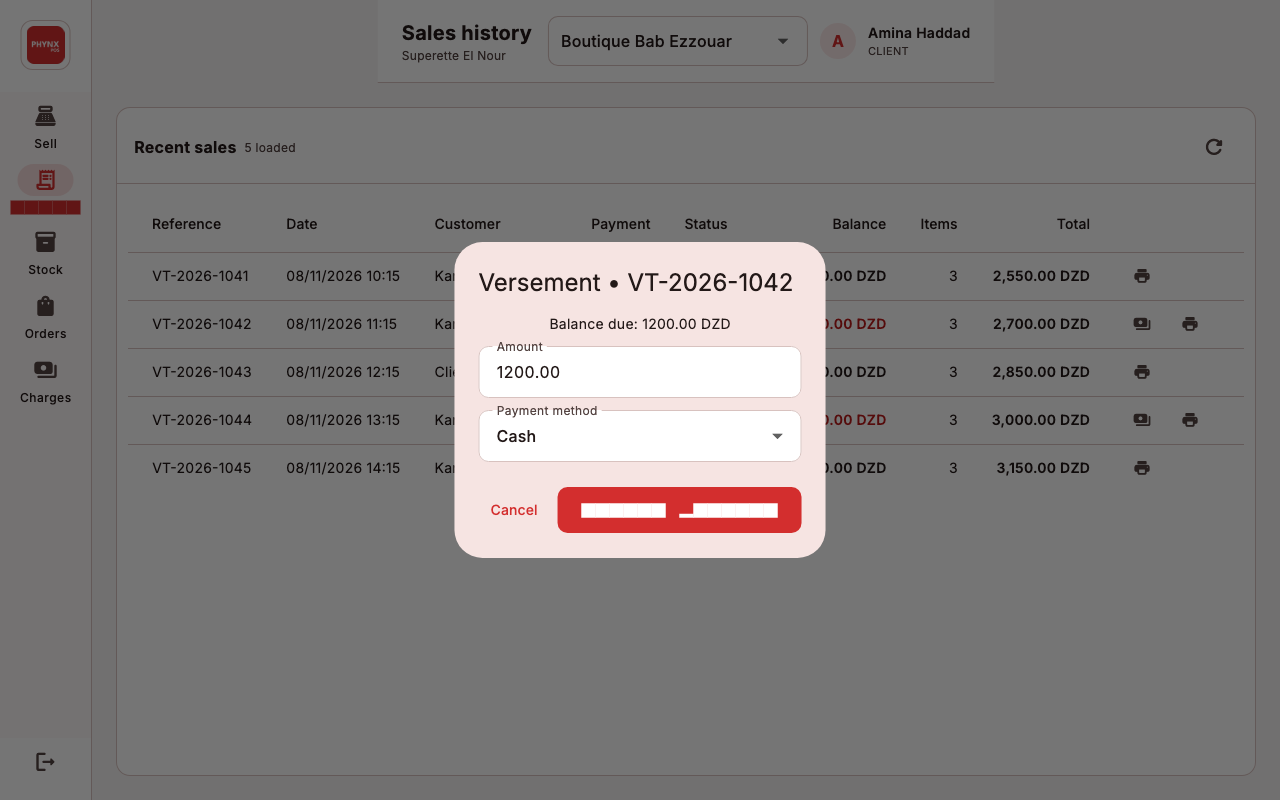 PHYNX
POS
Sales history
Superette El Nour
Boutique Bab Ezzouar
A
Amina Haddad
CLIENT
Sell
Stock
Orders
Charges
Recent sales 5 loaded
Reference Date Customer Payment Status Balance Items Total
VT-2026-1041 08/11/2026 10:15 3 2,550.00 DZD
VT-2026-1042 08/11/2026 11:15 3 2,700.00 DZD
VT-2026-1043 08/11/2026 12:15 3 2,850.00 DZD
VT-2026-1044 08/11/2026 13:15 3 3,000.00 DZD
VT-2026-1045 08/11/2026 14:15 3 3,150.00 DZD
Versement • VT-2026-1042
Balance due: 1200.00 DZD
Amount
1200.00
Payment method
Cash
Cancel